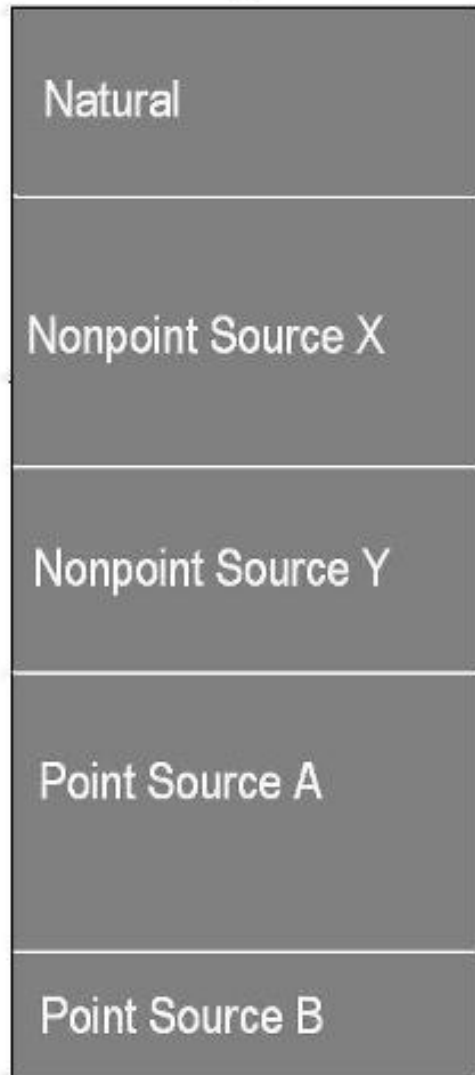 Natural
Nonpoint Source X
Nonpoint Source Y
Point Source A
Point Source B